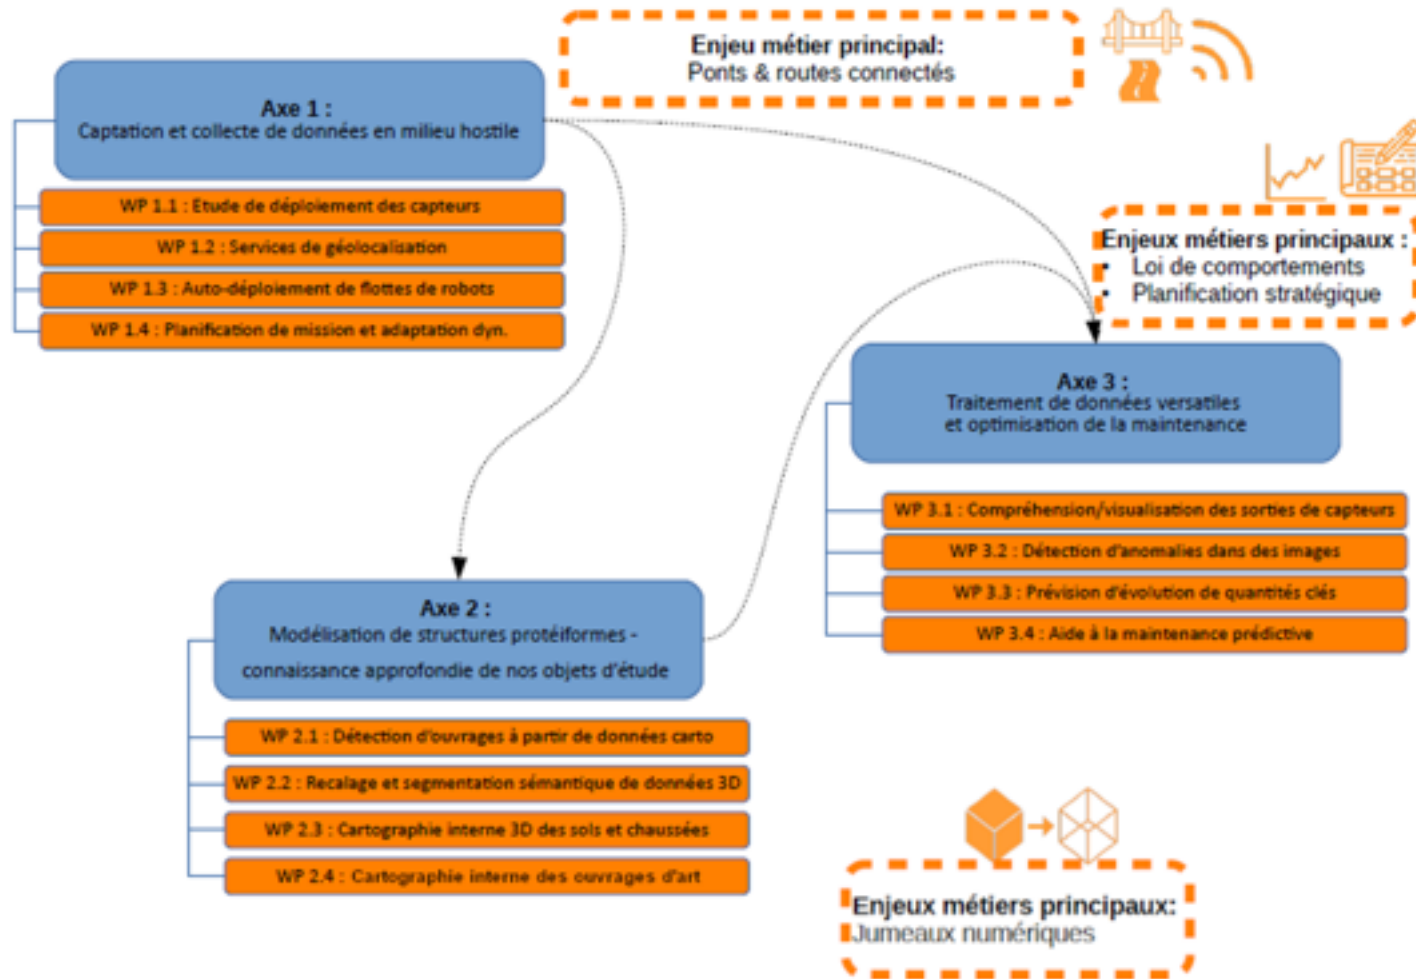 Enjeu métier principal:
Ponts & routes connectés
Axe 1 :
Captation et collecte de données en milieu hostile
WP 1.1 : Etude de déploiement des capteurs
WP 1.2 : Services de géolocalisation
WP 1.3 : Auto-déploiement de flottes de robots
WP 1.4 : Planification de mission et adaptation dyn.
Enjeux métiers principaux :
• Loi de comportements
• Planification stratégique
Axe 3 :
Traitement de données versatiles
et optimisation de la maintenance
WP 3.1 : Compréhension/visualisation des sorties de capteurs
WP 3.2 : Détection d'anomalies dans des images
WP 3.3 : Prévision d'évolution de quantités clés
WP 3.4 : Aide à la maintenance prédictive
Axe 2 :
Modélisation de structures protéiformes -
connaissance approfondie de nos objets d'étude
WP 2.1 : Détection d'ouvrages à partir de données carto
WP 2.2 : Recalage et segmentation sémantique de données 3D
WP 2.3 : Cartographie interne 3D des sols et chaussées
WP 2.4 : Cartographie interne des ouvrages d'art
Enjeux métiers principaux:
Jumeaux numériques